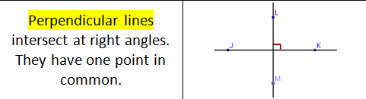 Perpendicular lines
intersect at right angles.
They have one point in
common.
L
J
K
M